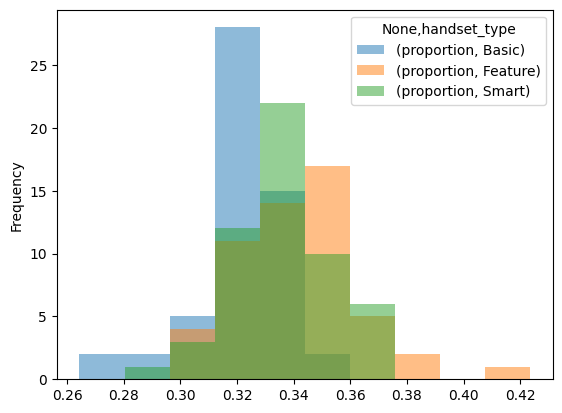 None,handset_type
(proportion, Basic)
(proportion, Feature)
(proportion, Smart)
Frequency
25
20
15
10
5
0
0.26 0.28 0.30 0.32 0.34 0.36 0.38 0.40 0.42